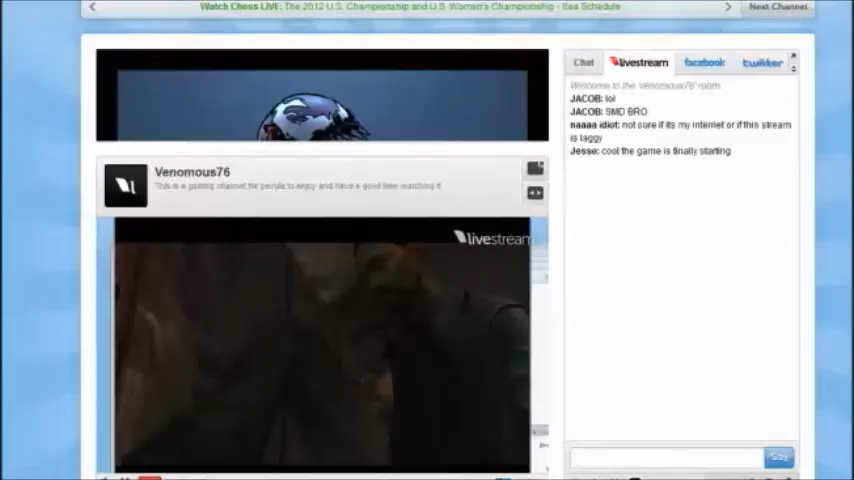 Watch Chess LIVE: The 2012 U.S. Championship and U.S. Women's Championship - See Schedule
Next Channel
Chat
livestream
facebook
twitter
Welcome to the 'venomous76' room
JACOB: lol
JACOB: SMD BRO
naaaa idiot: not sure if its my internet or if this stream
is laggy
Jesse: cool the game is finally starting
Venomous76
This is a gaming channel for people to enjoy and have a good time watching it
livestream
Say